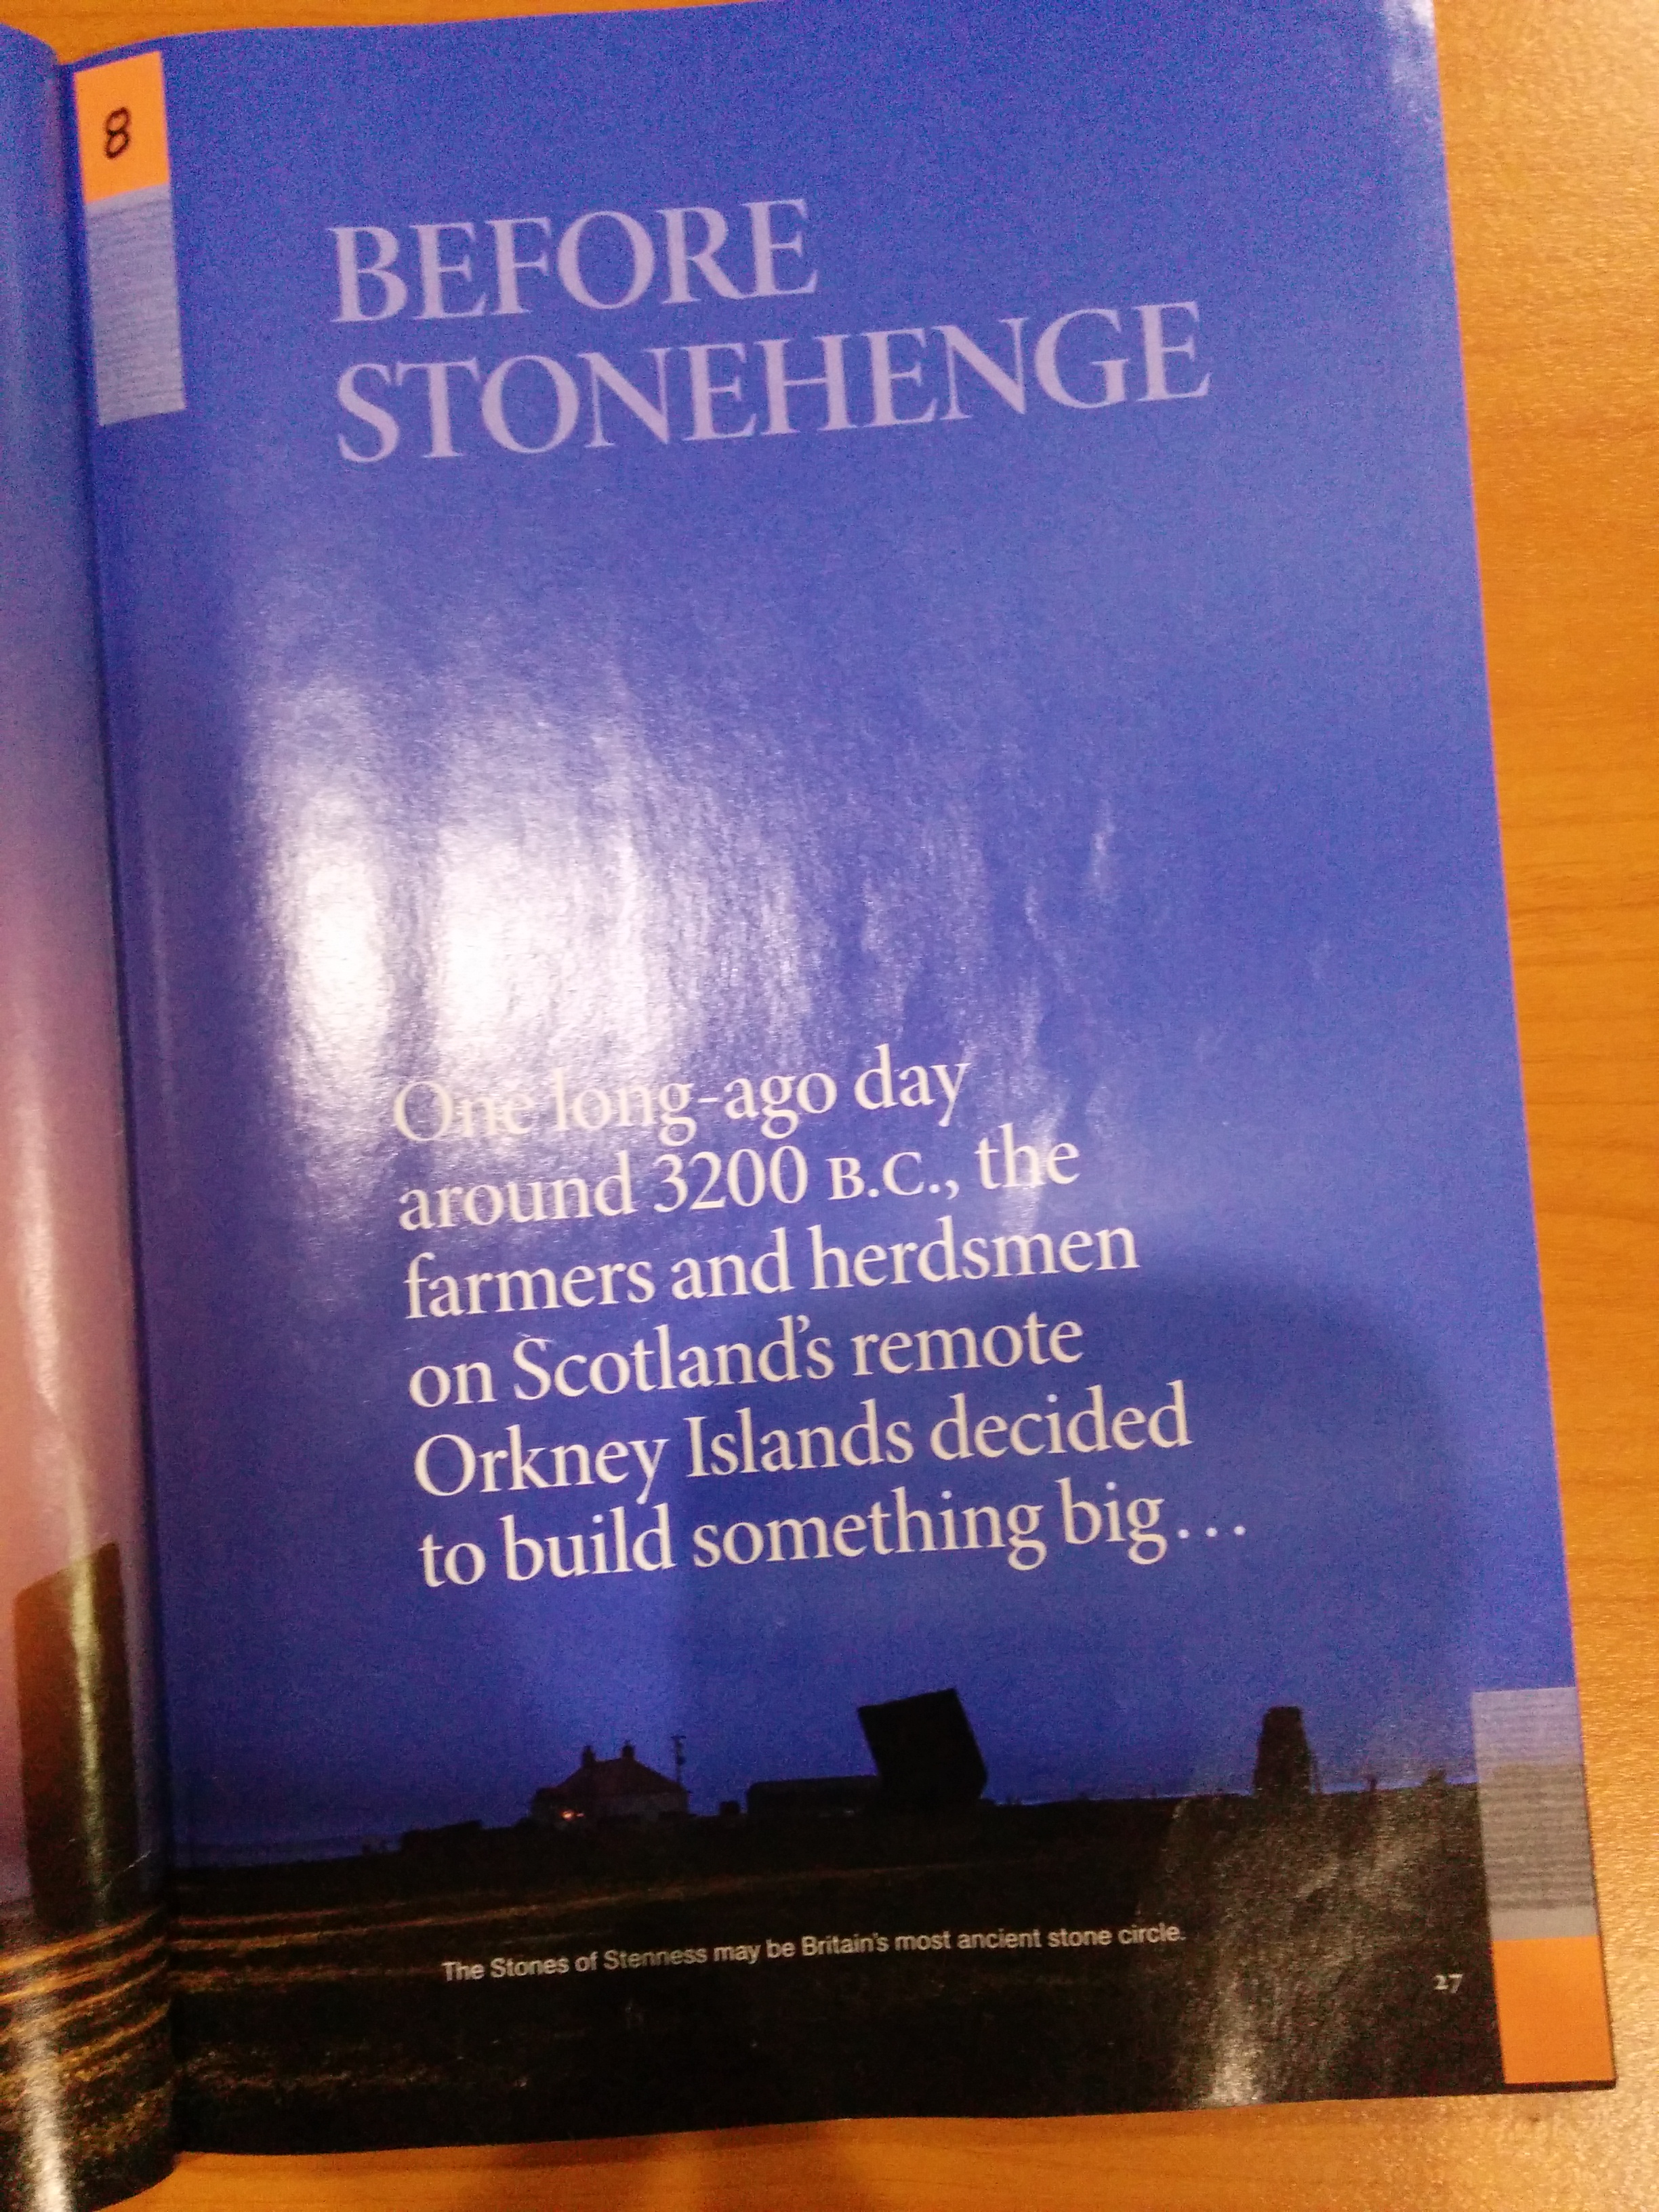 8
BEFORE
STONEHENGE
One long-ago day
around 3200 B.C., the
farmers and herdsmen
on Scotland's remote
Orkney Islands decided
to build something big...
The Stones of Stenness may be Britain's most ancient stone circle.
27